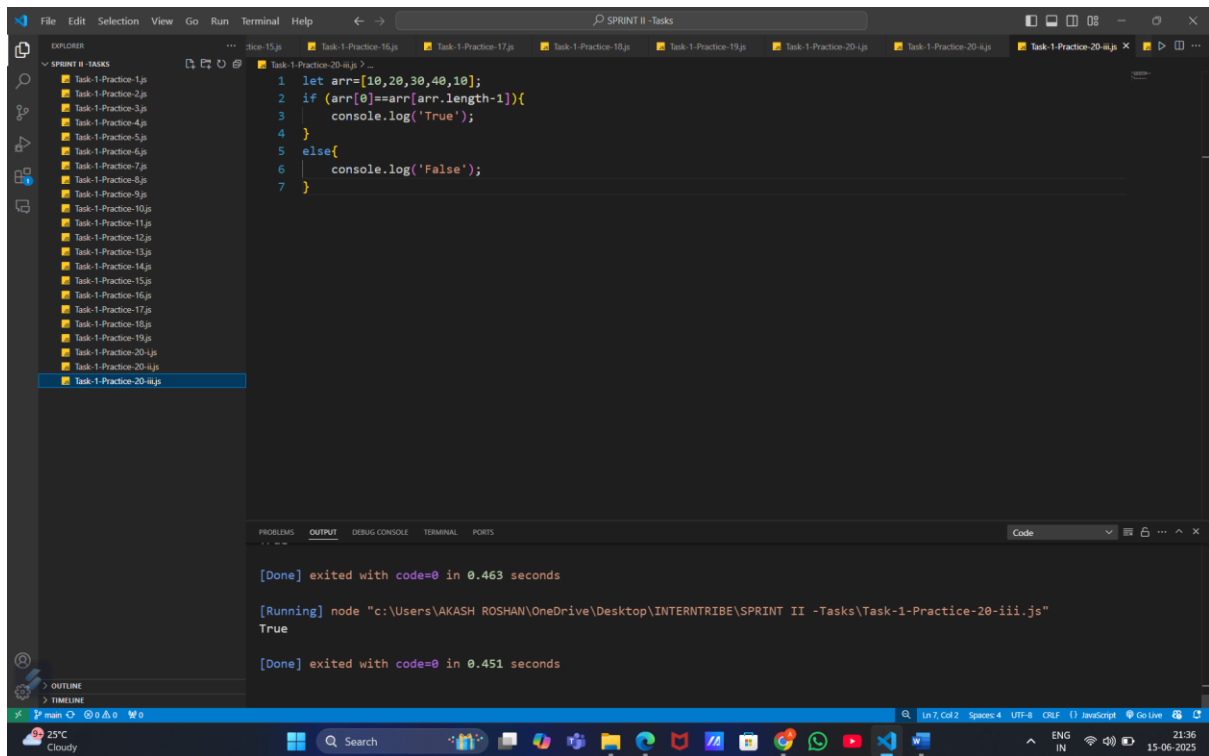 File Edit Selection View Go Run Terminal Help
SPRINT II -Tasks
EXPLORER
SPRINT II -TASKS
Task-1-Practice-1.js
Task-1-Practice-2.js
Task-1-Practice-3.js
Task-1-Practice-4.js
Task-1-Practice-5.js
Task-1-Practice-6.js
Task-1-Practice-7.js
Task-1-Practice-8.js
Task-1-Practice-9.js
Task-1-Practice-10.js
Task-1-Practice-11.js
Task-1-Practice-12.js
Task-1-Practice-13.js
Task-1-Practice-14.js
Task-1-Practice-15.js
Task-1-Practice-16.js
Task-1-Practice-17.js
Task-1-Practice-18.js
Task-1-Practice-19.js
Task-1-Practice-20-i.js
Task-1-Practice-20-ii.js
Task-1-Practice-20-iii.js
OUTLINE
TIMELINE
tice-15.js Task-1-Practice-16.js Task-1-Practice-17.js Task-1-Practice-18.js Task-1-Practice-19.js Task-1-Practice-20-i.js Task-1-Practice-20-ii.js Task-1-Practice-20-iii.js
Task-1-Practice-20-iii.js > ...
1 let arr=[10,20,30,40,10];
2 if (arr[0]==arr[arr.length-1]){
3 console.log('True');
4 }
5 else{
6 console.log('False');
7 }
PROBLEMS OUTPUT DEBUG CONSOLE TERMINAL PORTS
Code
[Done] exited with code=0 in 0.463 seconds
[Running] node "c:\Users\AKASH ROSHAN\OneDrive\Desktop\INTERNTRIBE\SPRINT II -Tasks\Task-1-Practice-20-iii.js"
True
[Done] exited with code=0 in 0.451 seconds
main 0 0 0
Ln 7, Col 2 Spaces: 4 UTF-8 CRLF {} JavaScript Go Live
9+ 25°C
Cloudy
Search
ENG
IN
21:36
15-06-2025